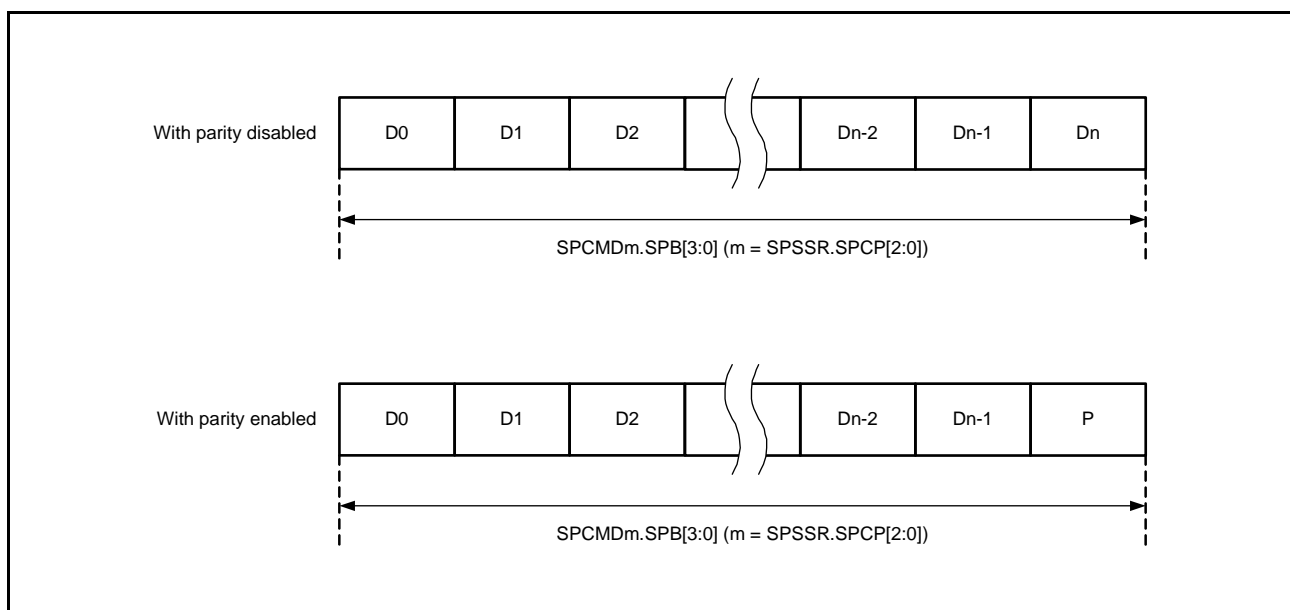 With parity disabled D0 D1 D2 Dn-2 Dn-1 Dn
SPCMDm.SPB[3:0] (m = SPSSR.SPCP[2:0])
With parity enabled D0 D1 D2 Dn-2 Dn-1 P
SPCMDm.SPB[3:0] (m = SPSSR.SPCP[2:0])